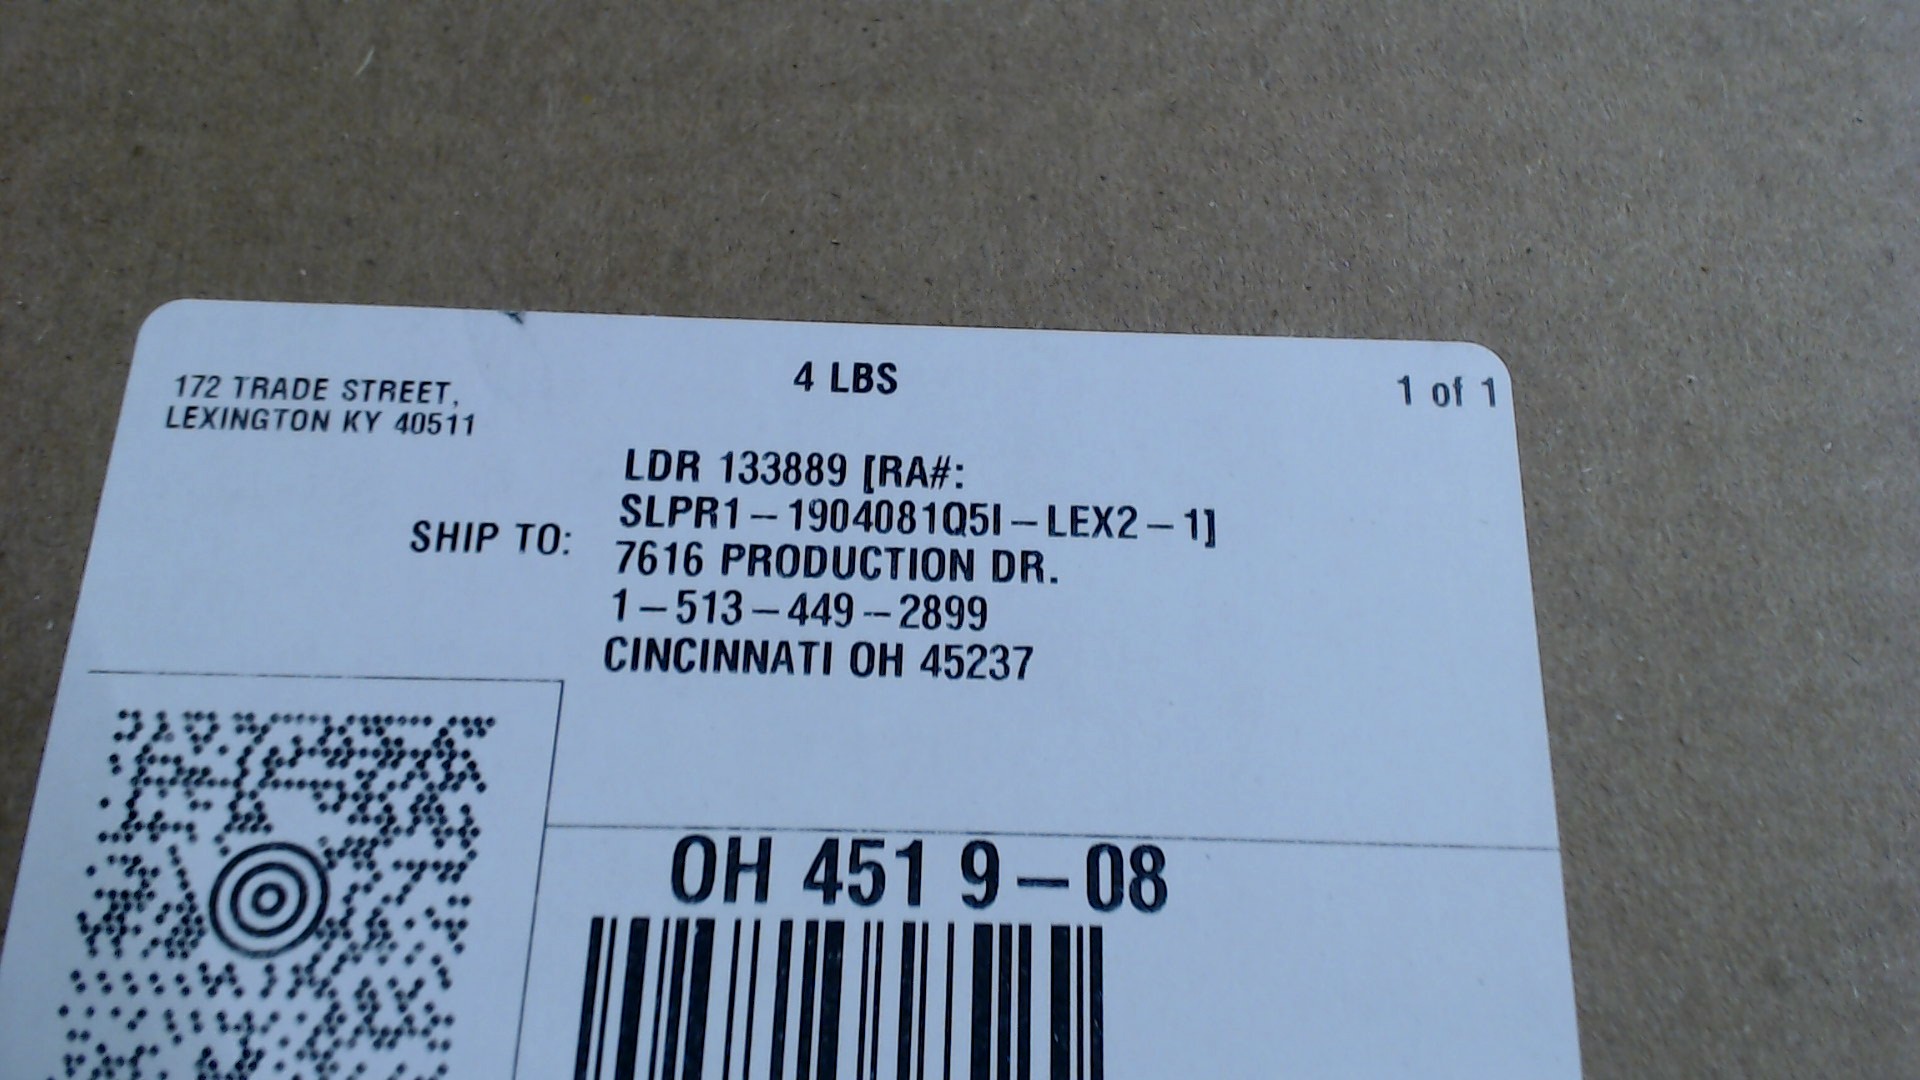 172 TRADE STREET,
LEXINGTON KY 40511
4 LBS
1 of 1
SHIP TO:
LDR 133889 [RA#:
SLPR1-1904081Q5I-LEX2-1]
7616 PRODUCTION DR.
1-513-449-2899
CINCINNATI OH 45237
OH 451 9-08